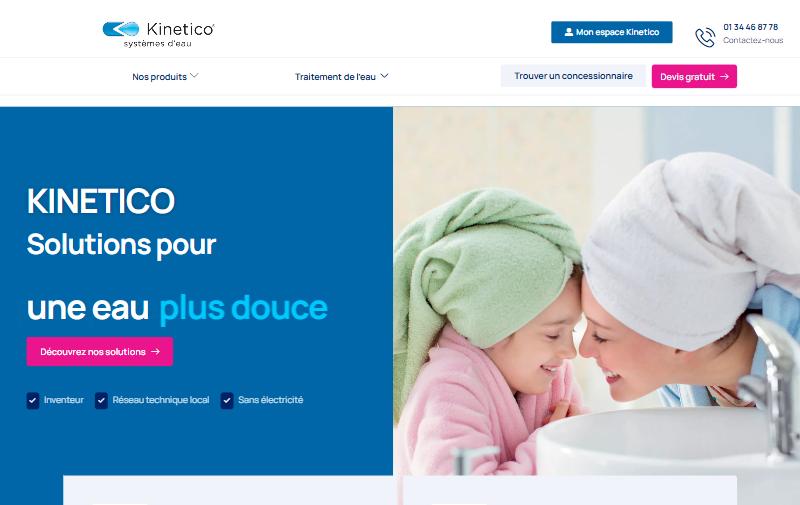 Kinetico®
systèmes d'eau
Mon espace Kinetico
01 34 46 87 78
Contactez-nous
Nos produits
Traitement de l'eau
Trouver un concessionnaire
Devis gratuit
KINETICO
Solutions pour
une eau plus douce
Découvrez nos solutions
Inventeur
Réseau technique local
Sans électricité